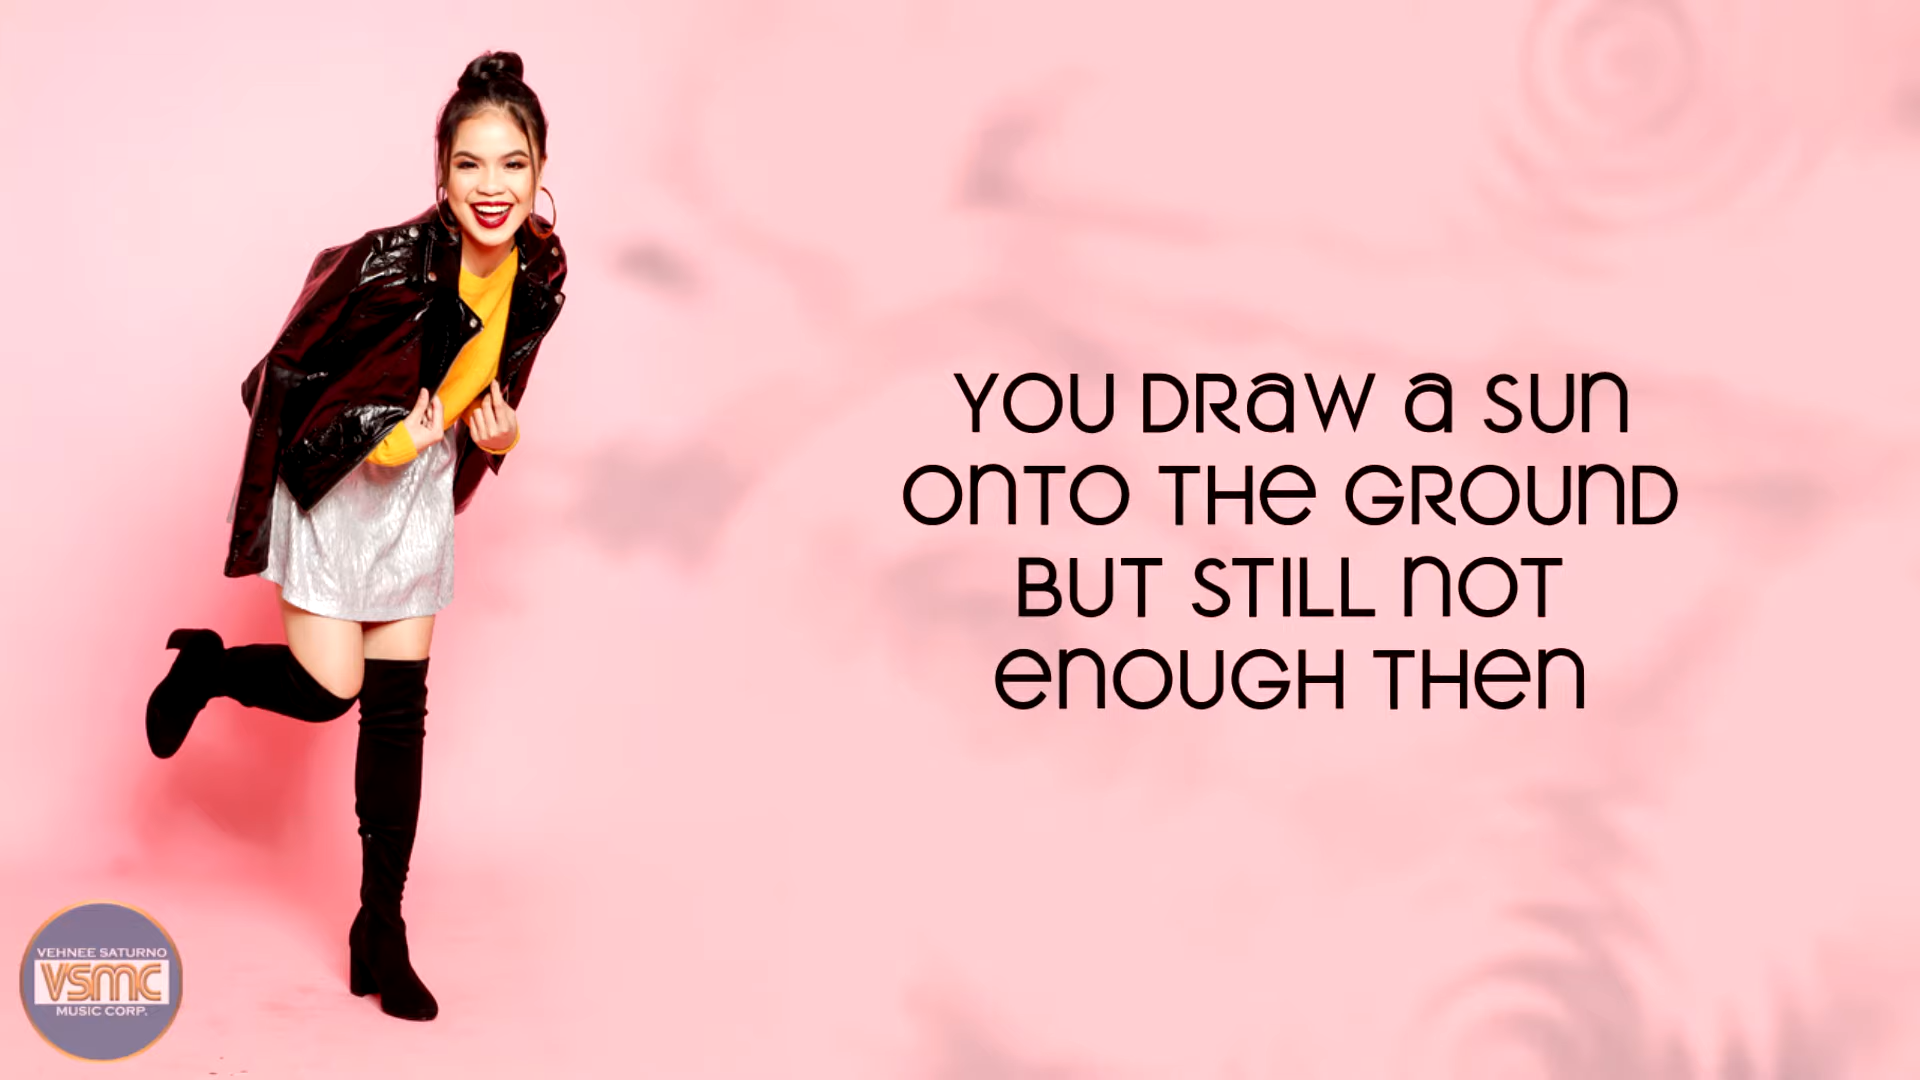 YOU DRAW A SUN
ONTO THE GROUND
BUT STILL NOT
ENOUGH THEN
VEHNEE SATURNO
VSMC
MUSIC CORP.